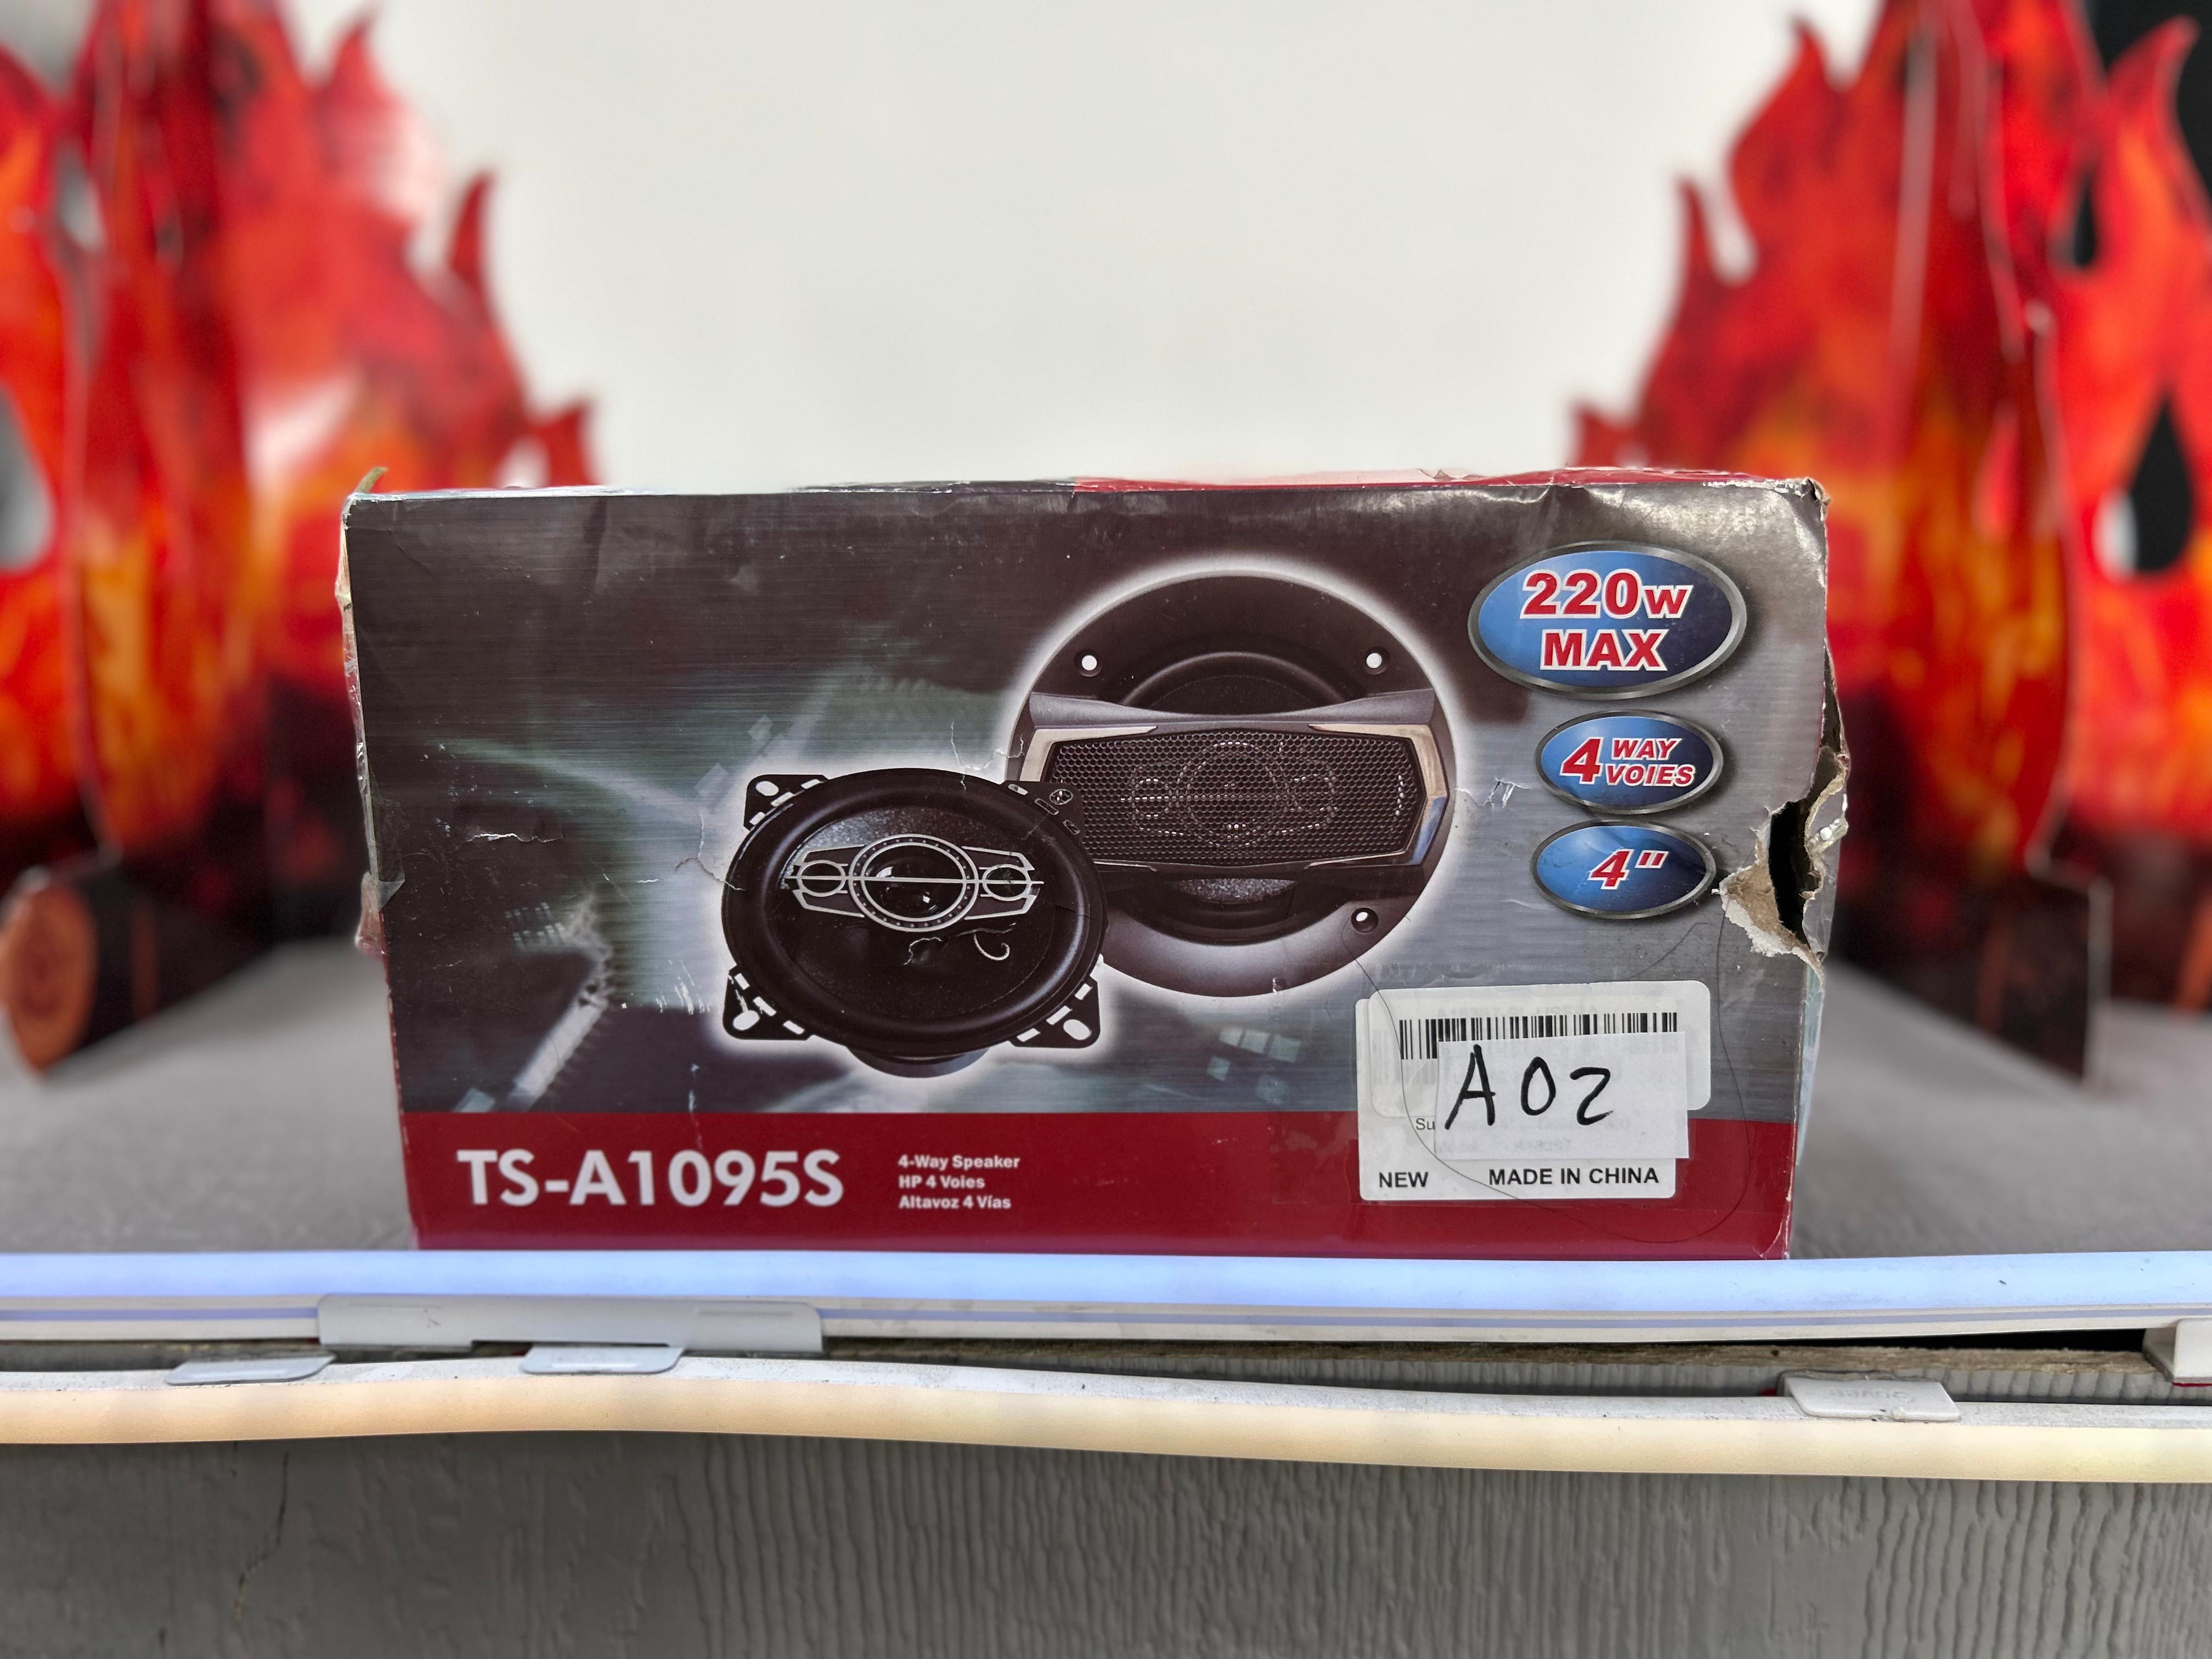 220w
MAX
4 WAY
VOIES
4"
A02
Su
NEW MADE IN CHINA
TS-A1095S
4-Way Speaker
HP 4 Voies
Altavoz 4 Vías